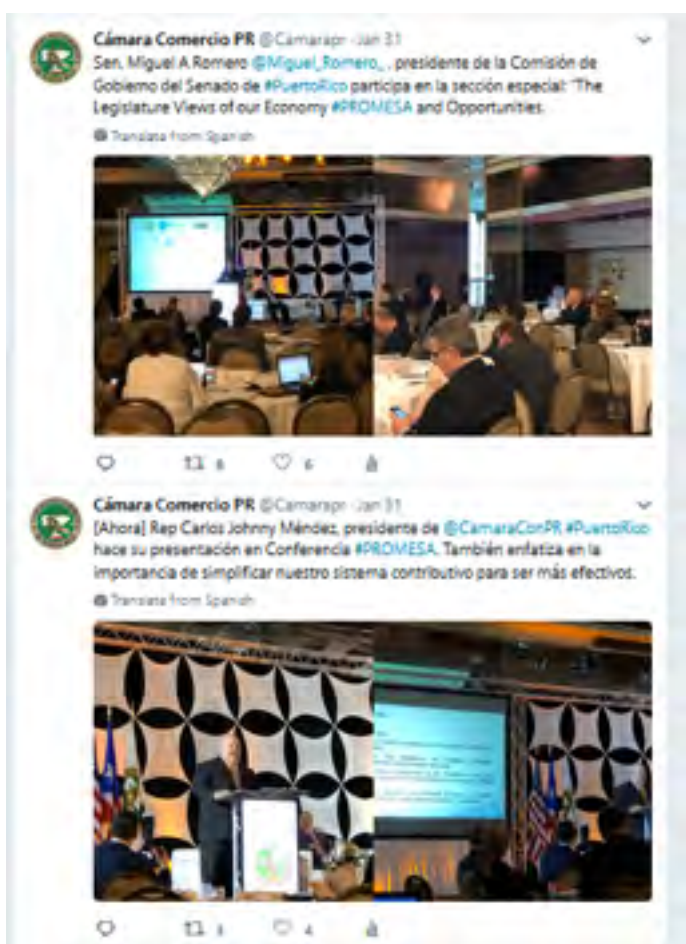 Cámara Comercio PR @Camarapr · Jan 31
Sen. Miguel A Romero @Miguel_Romero_ , presidente de la Comisión de
Gobierno del Senado de #PuertoRico participa en la sección especial: "The
Legislature Views of our Economy #PROMESA and Opportunities.
Translate from Spanish
6
6
Cámara Comercio PR @Camarapr · Jan 31
[Ahora] Rep Carlos Johnny Méndez, presidente de @CamaraConPR #PuertoRico
hace su presentación en Conferencia #PROMESA. También enfatiza en la
importancia de simplificar nuestro sistema contributivo para ser más efectivos.
Translate from Spanish
4